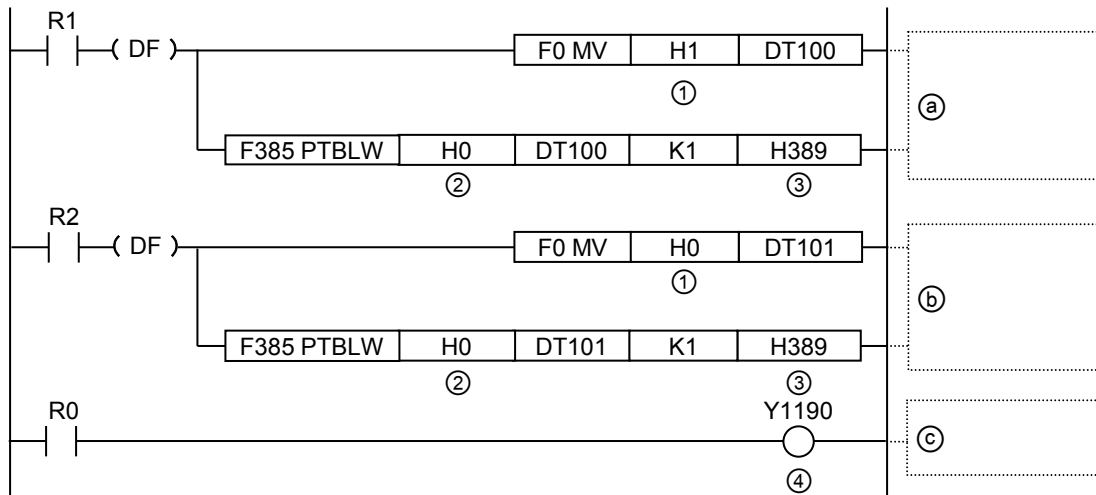 R1
( DF ) F0 MV H1 DT100
① ⓐ
F385 PTBLW H0 DT100 K1 H389
② ③
R2
( DF ) F0 MV H0 DT101
① ⓑ
F385 PTBLW H0 DT101 K1 H389
② ③
R0 Y1190
ⓒ
④